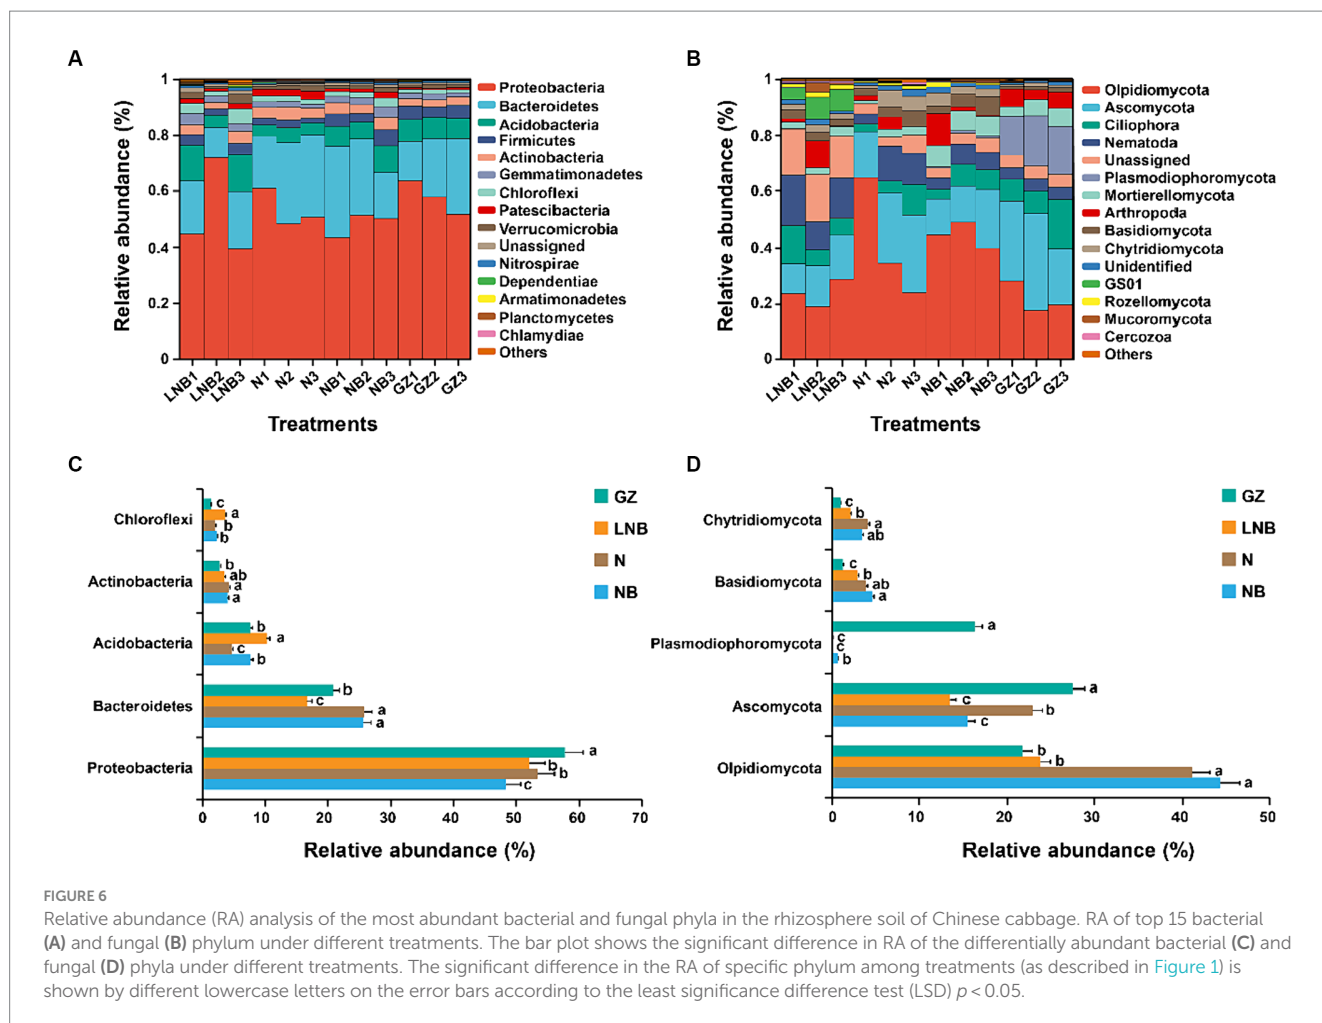 A
Relative abundance (%)
1
0.8
0.6
0.4
0.2
0
LNB1
LNB2
LNB3
N1
N2
N3
NB1
NB2
NB3
GZ1
GZ2
GZ3
Treatments
Proteobacteria
Bacteroidetes
Acidobacteria
Firmicutes
Actinobacteria
Gemmatimonadetes
Chloroflexi
Patescibacteria
Verrucomicrobia
Unassigned
Nitrospirae
Dependentiae
Armatimonadetes
Planctomycetes
Chlamydiae
Others
B
Relative abundance (%)
1
0.8
0.6
0.4
0.2
0
LNB1
LNB2
LNB3
N1
N2
N3
NB1
NB2
NB3
GZ1
GZ2
GZ3
Treatments
Olpidiomycota
Ascomycota
Ciliophora
Nematoda
Unassigned
Plasmodiophoromycota
Mortierellomycota
Arthropoda
Basidiomycota
Chytridiomycota
Unidentified
GS01
Rozellomycota
Mucoromycota
Cercozoa
Others
C
Chloroflexi
c
a
b
b
Actinobacteria
b
ab
a
a
Acidobacteria
b
a
c
b
Bacteroidetes
b
c
a
a
Proteobacteria
a
b
b
c
0 10 20 30 40 50 60 70
Relative abundance (%)
GZ
LNB
N
NB
D
Chytridiomycota
c
b
a
ab
Basidiomycota
c
b
ab
a
Plasmodiophoromycota
a
c
c
b
Ascomycota
a
c
b
c
Olpidiomycota
b
b
a
a
0 10 20 30 40 50
Relative abundance (%)
GZ
LNB
N
NB
FIGURE 6
Relative abundance (RA) analysis of the most abundant bacterial and fungal phyla in the rhizosphere soil of Chinese cabbage. RA of top 15 bacterial
(A) and fungal (B) phylum under different treatments. The bar plot shows the significant difference in RA of the differentially abundant bacterial (C) and
fungal (D) phyla under different treatments. The significant difference in the RA of specific phylum among treatments (as described in Figure 1) is
shown by different lowercase letters on the error bars according to the least significance difference test (LSD) p < 0.05.